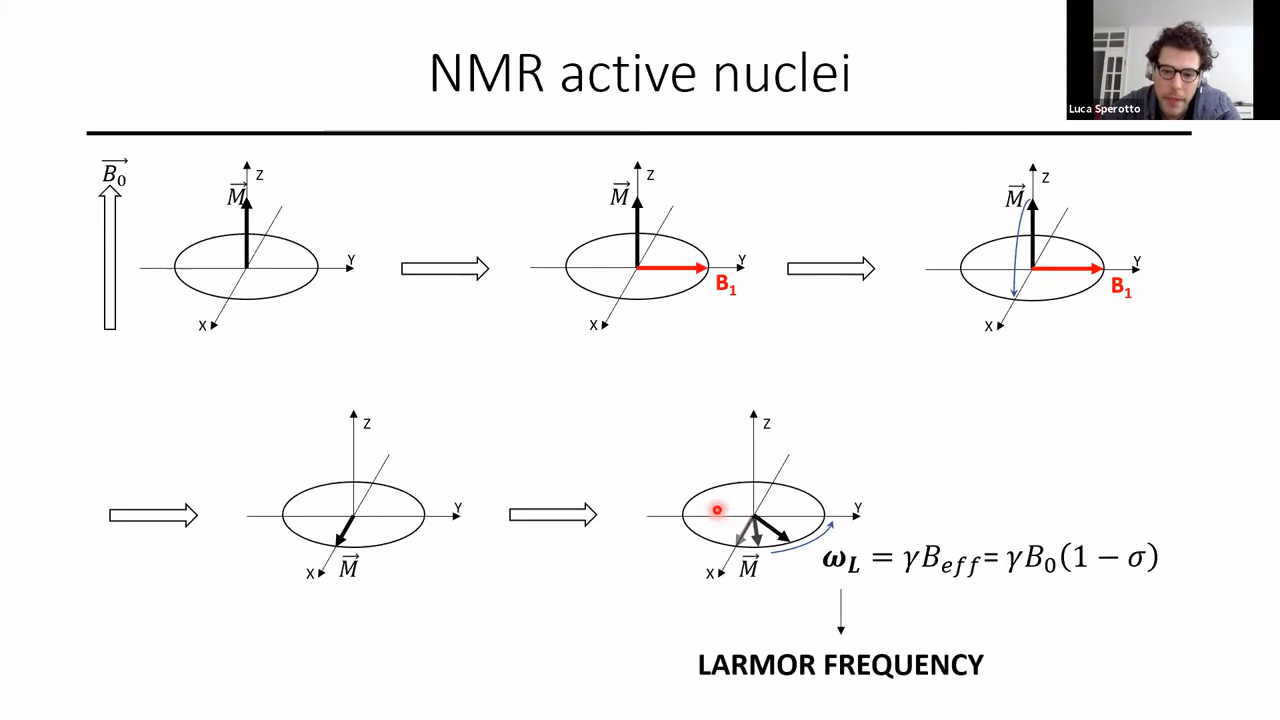 NMR active nuclei
Luca Sperotto
B₀
M Z
Y
X
M Z
Y
B₁
X
M Z
Y
B₁
X
Z
Y
X M
Z
Y
X M
ω_L = γB_eff= γB₀(1 − σ)
LARMOR FREQUENCY